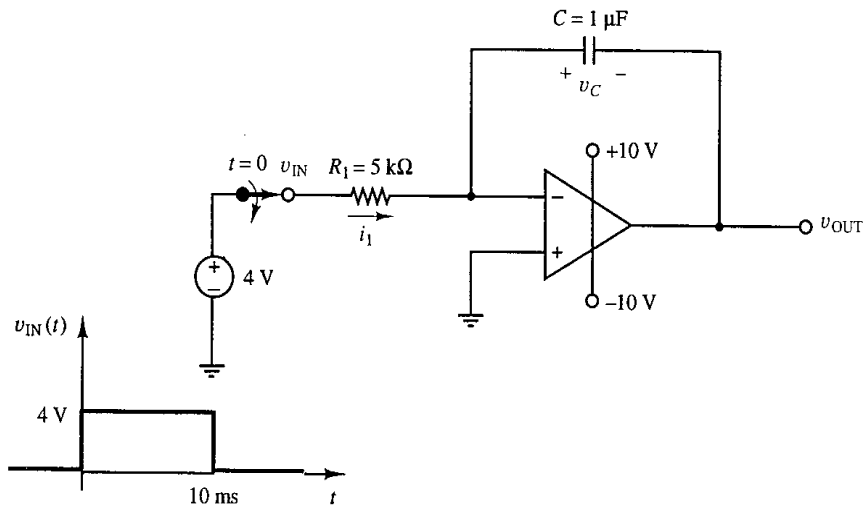 C = 1 µF
+ v_C −
t = 0 v_IN R_1 = 5 kΩ
+10 V
i_1
−
+
v_OUT
+
−
4 V
−10 V
v_IN (t)
4 V
10 ms
t